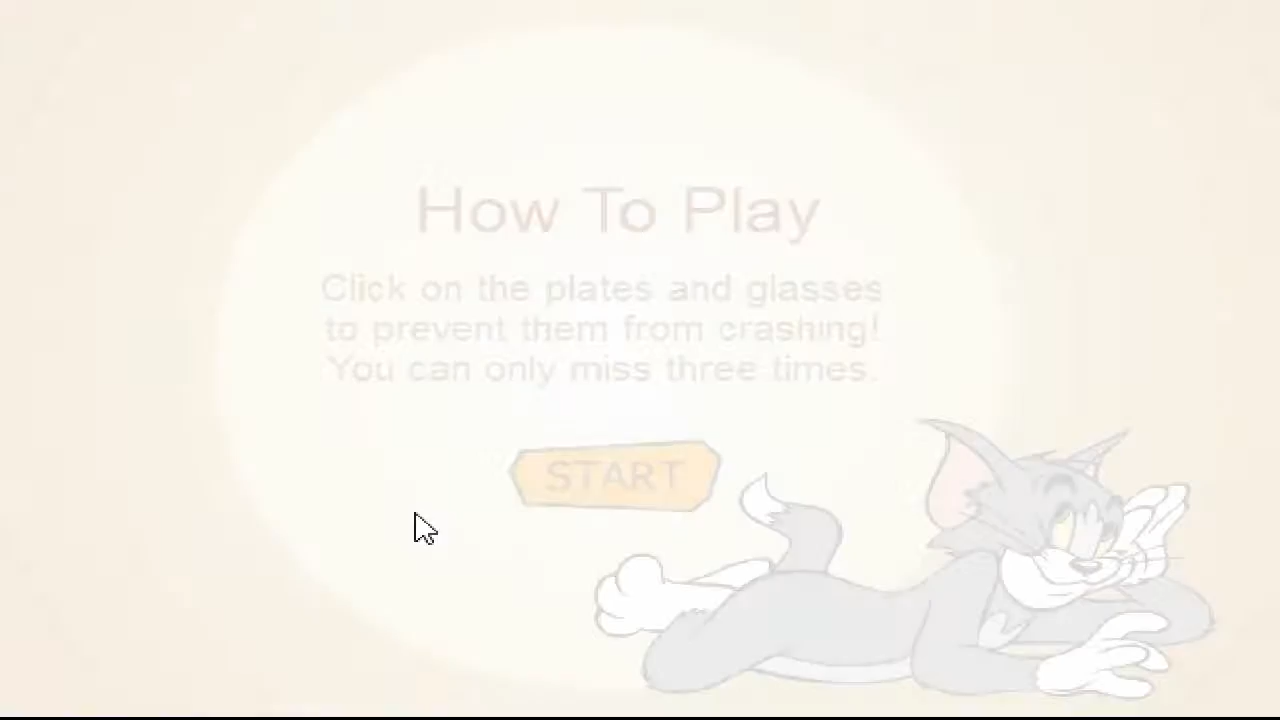 How To Play
Click on the plates and glasses
to prevent them from crashing!
You can only miss three times.
START